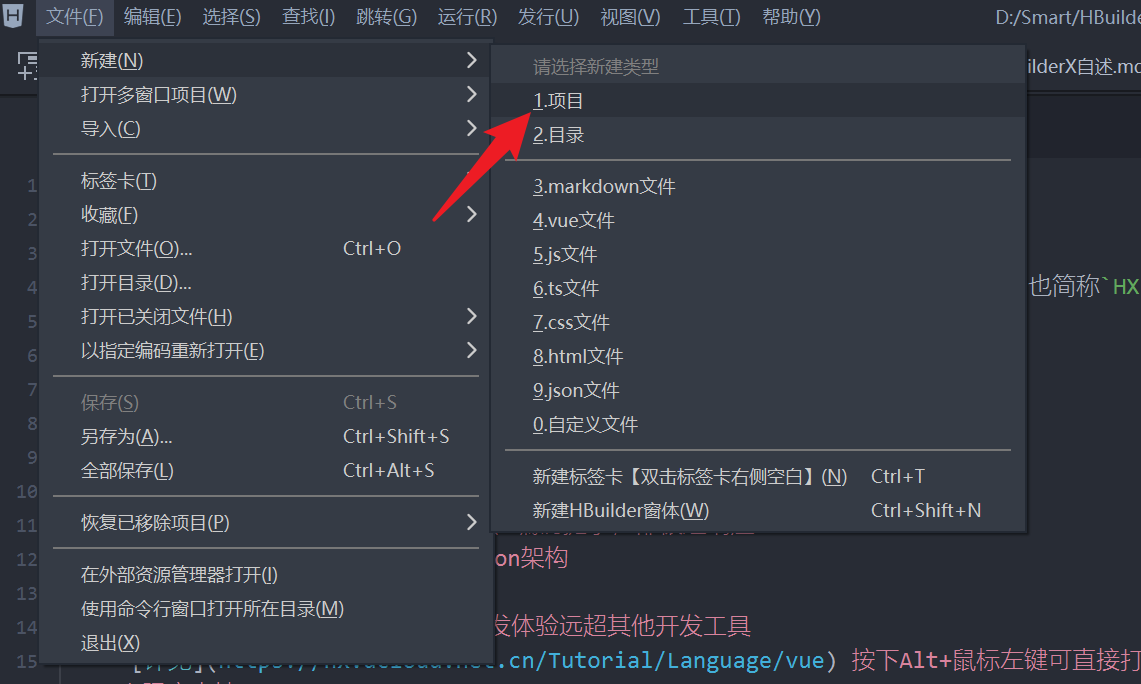 H 文件(F) 编辑(E) 选择(S) 查找(I) 跳转(G) 运行(R) 发行(U) 视图(V) 工具(T) 帮助(Y) D:/Smart/HBuilde
新建(N)
打开多窗口项目(W)
导入(C)
标签卡(T)
收藏(F)
打开文件(O)... Ctrl+O
打开目录(D)...
打开已关闭文件(H)
以指定编码重新打开(E)
保存(S) Ctrl+S
另存为(A)... Ctrl+Shift+S
全部保存(L) Ctrl+Alt+S
恢复已移除项目(P)
在外部资源管理器打开(I)
使用命令行窗口打开所在目录(M)
退出(X)
请选择新建类型
1.项目
2.目录
3.markdown文件
4.vue文件
5.js文件
6.ts文件
7.css文件
8.html文件
9.json文件
0.自定义文件
新建标签卡【双击标签卡右侧空白】(N) Ctrl+T
新建HBuilder窗体(W) Ctrl+Shift+N
ilderX自述.md
1
2
3
4
也简称`HX
5
6
7
8
9
10
11
12
on架构
13
14
发体验远超其他开发工具
15
.cn/Tutorial/Language/vue) 按下Alt+鼠标左键可直接打